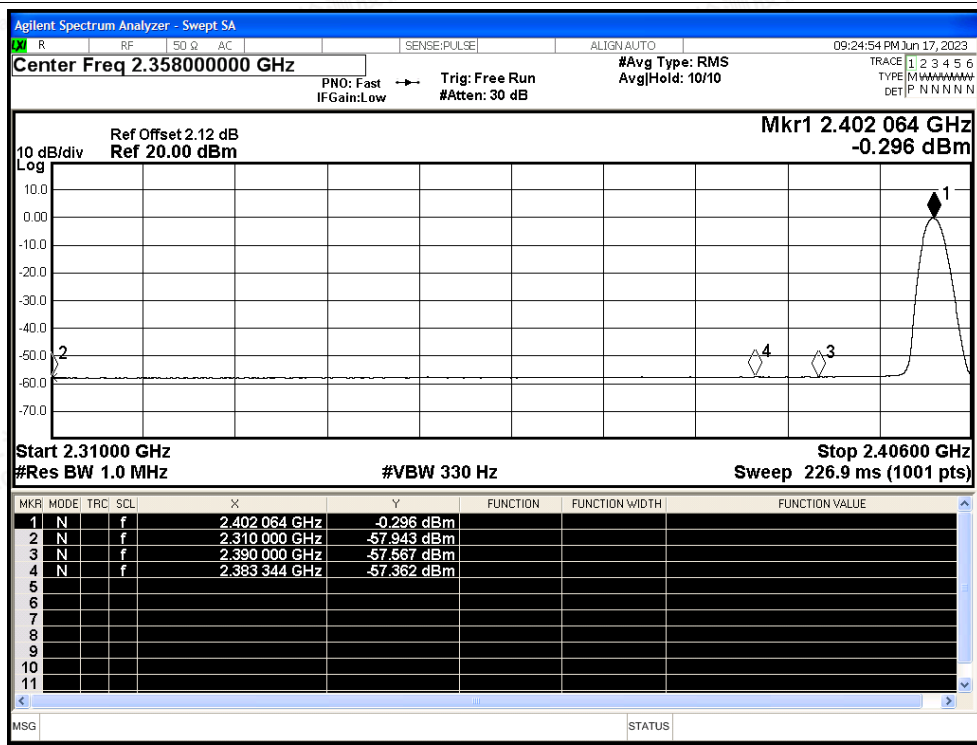 Agilent Spectrum Analyzer - Swept SA
LXI R RF 50 Ω AC SENSE:PULSE ALIGN AUTO 09:24:54 PM Jun 17, 2023
Center Freq 2.358000000 GHz #Avg Type: RMS TRACE 1 2 3 4 5 6
PNO: Fast Trig: Free Run Avg|Hold: 10/10 TYPE M
IFGain:Low #Atten: 30 dB DET P N N N N N
Mkr1 2.402 064 GHz
Ref Offset 2.12 dB
10 dB/div Ref 20.00 dBm -0.296 dBm
Log
10.0
1
0.00
-10.0
-20.0
-30.0
-40.0
-50.0
2 4 3
-60.0
-70.0
Start 2.31000 GHz Stop 2.40600 GHz
#Res BW 1.0 MHz #VBW 330 Hz Sweep 226.9 ms (1001 pts)
MKR MODE TRC SCL X Y FUNCTION FUNCTION WIDTH FUNCTION VALUE
1 N f 2.402 064 GHz -0.296 dBm
2 N f 2.310 000 GHz -57.943 dBm
3 N f 2.390 000 GHz -57.567 dBm
4 N f 2.383 344 GHz -57.362 dBm
5
6
7
8
9
10
11
MSG STATUS